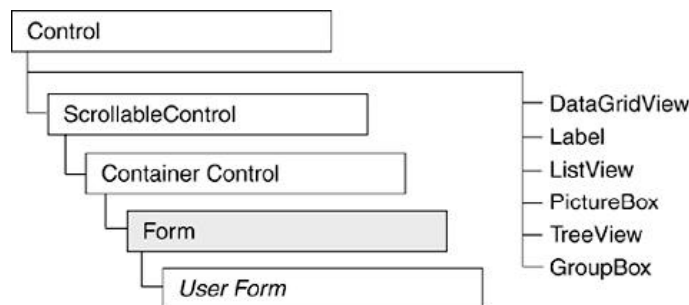 Control
ScrollableControl
Container Control
Form
User Form
DataGridView
Label
ListView
PictureBox
TreeView
GroupBox